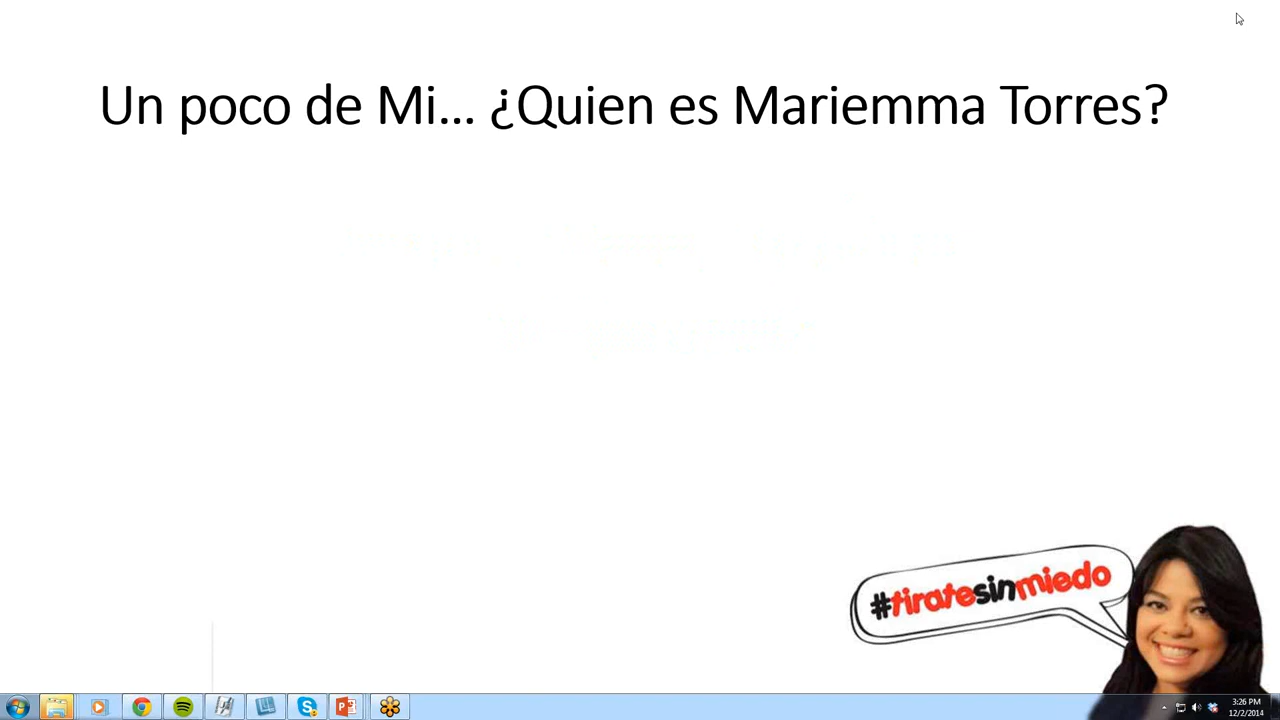 Un poco de Mi... ¿Quien es Mariemma Torres?
#tiratesinmiedo
3:26 PM
12/2/2014